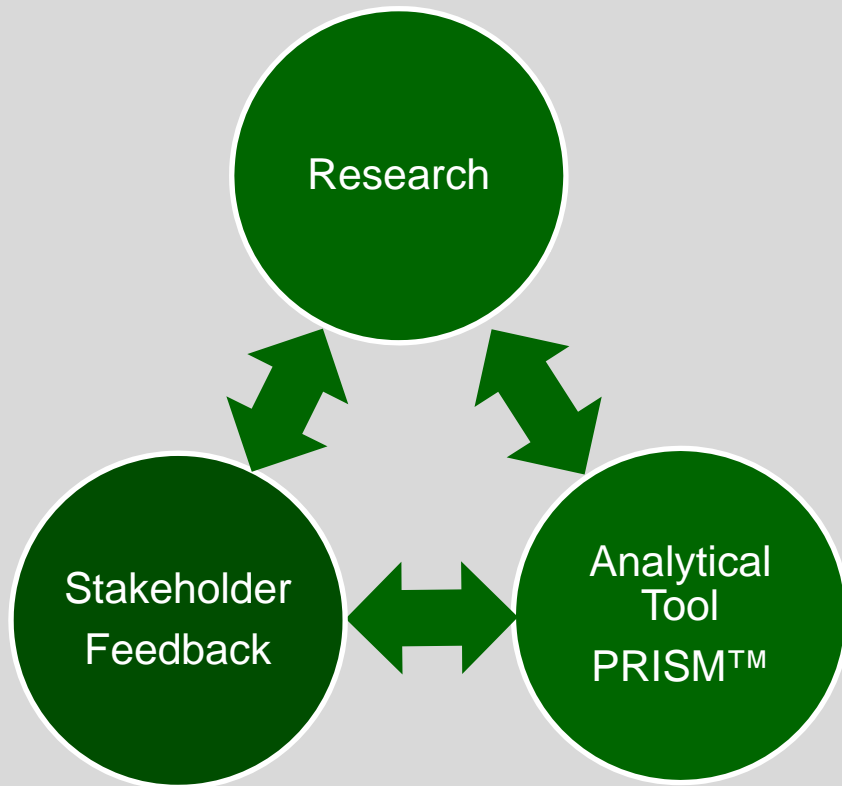 Research
Stakeholder
Feedback
Analytical
Tool
PRISM™